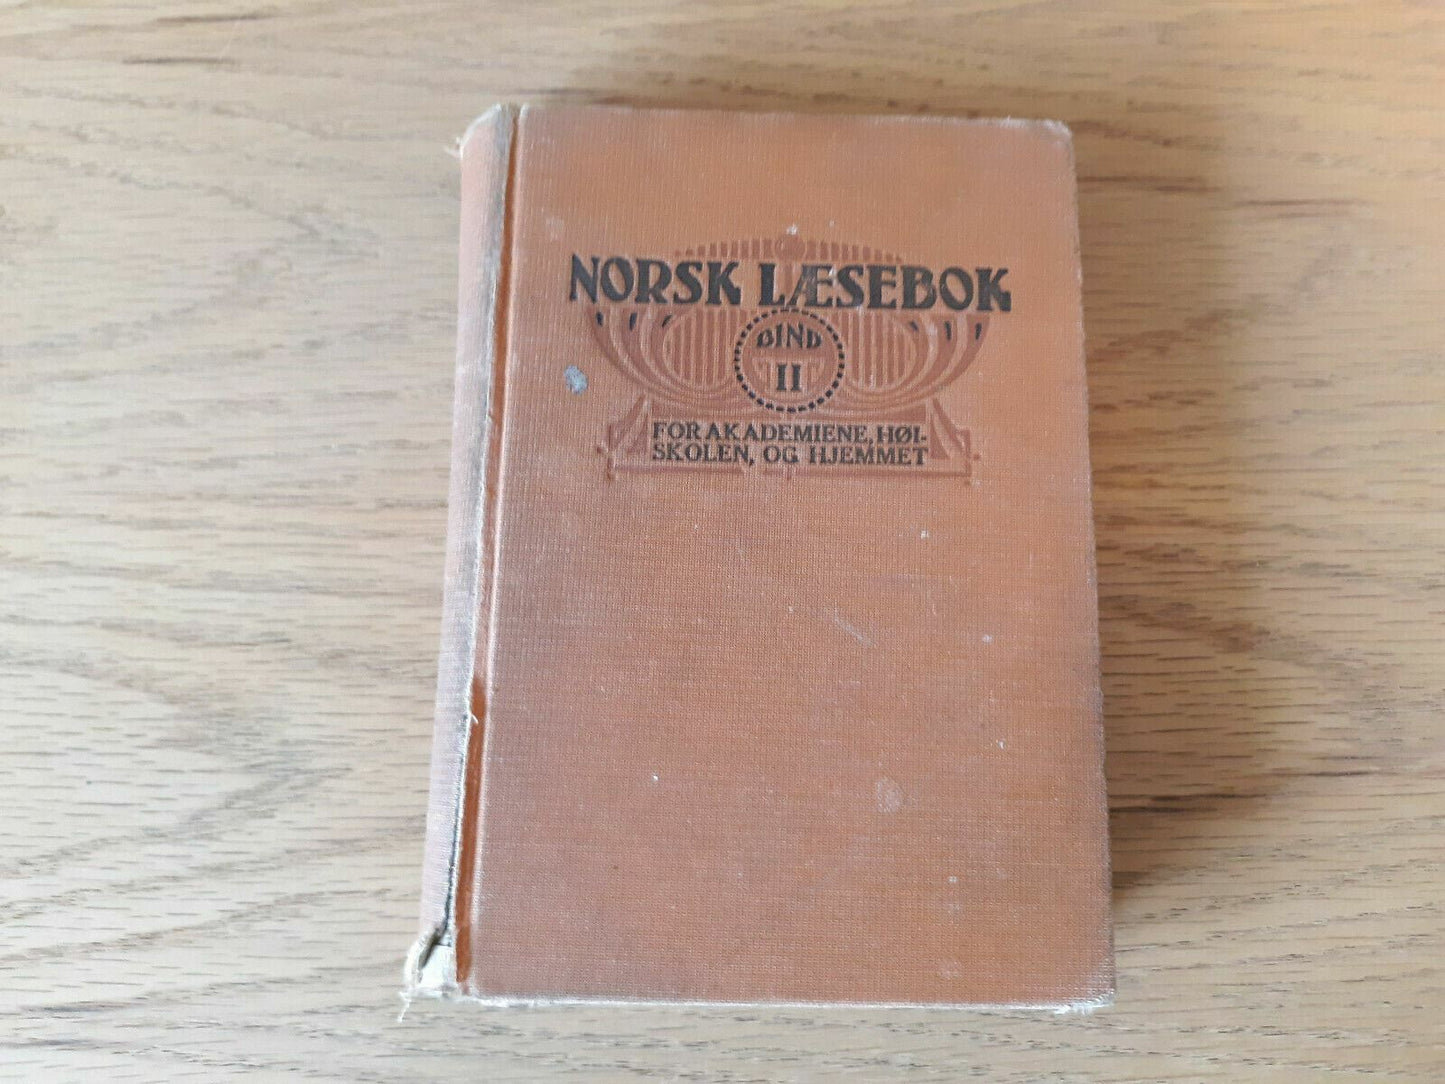 NORSK LÆSEBOK
BIND
II
FOR AKADEMIENE, HØI-
SKOLEN, OG HJEMMET